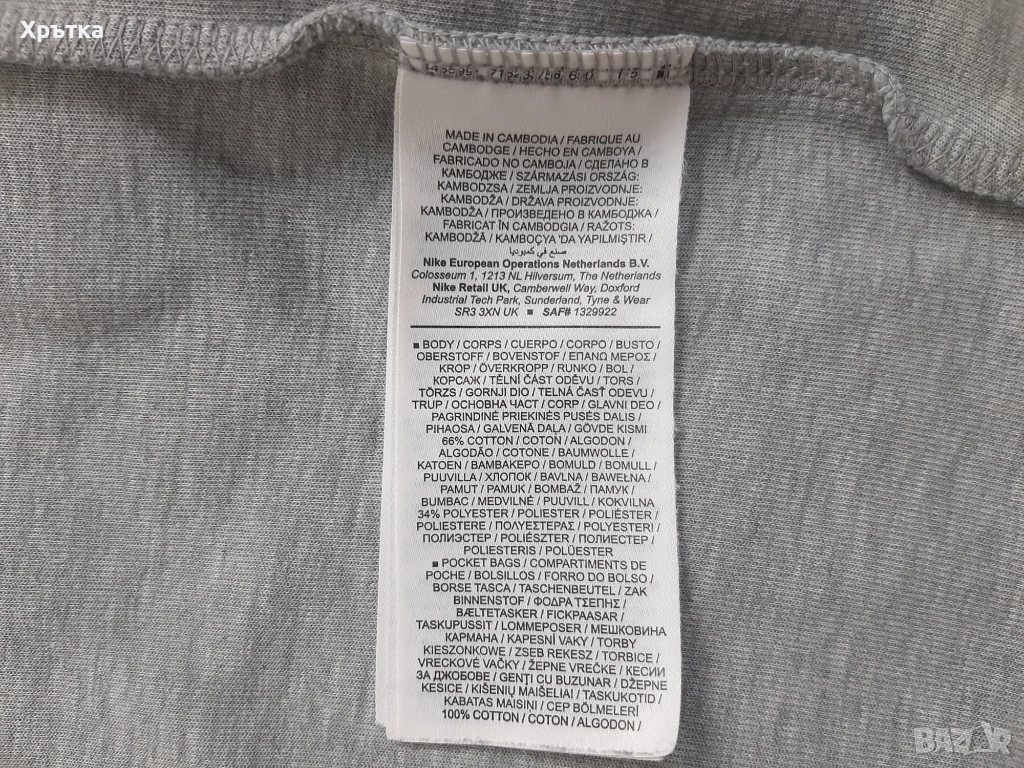 Хрътка
MADE IN CAMBODIA / FABRIQUE AU
CAMBODGE / HECHO EN CAMBOYA /
FABRICADO NO CAMBOJA / СДЕЛАНО В
КАМБОДЖЕ / SZÁRMAZÁSI ORSZÁG:
KAMBODZSA / ZEMLJA PROIZVODNJE:
KAMBODŽA / DRŽAVA PROIZVODNJE:
KAMBODŽA / ПРОИЗВЕДЕНО В КАМБОДЖА /
FABRICAT ÎN CAMBODGIA / RAŽOTS:
KAMBODŽĀ / KAMBOÇYA 'DA YAPILMIŞTIR /
صنع في كمبوديا
Nike European Operations Netherlands B.V.
Colosseum 1, 1213 NL Hilversum, The Netherlands
Nike Retail UK, Camberwell Way, Doxford
Industrial Tech Park, Sunderland, Tyne & Wear
SR3 3XN UK ■ SAF# 1329922
■ BODY / CORPS / CUERPO / CORPO / BUSTO /
OBERSTOFF / BOVENSTOF / ΕΠΑΝΩ ΜΕΡΟΣ /
KROP / ÖVERKROPP / RUNKO / BOL /
КОРСАЖ / TĚLNÍ ČÁST ODĚVU / TORS /
TÖRZS / GORNJI DIO / TELNÁ ČASŤ ODEVU /
TRUP / ОСНОВНА ЧАСТ / CORP / GLAVNI DEO /
PAGRINDINĖ PRIEKINĖS PUSĖS DALIS /
PIHAOSA / GALVENĀ DAĻA / GÖVDE KISMI
66% COTTON / COTON / ALGODON /
ALGODÃO / COTONE / BAUMWOLLE /
KATOEN / ΒΑΜΒΑΚΕΡΟ / BOMULD / BOMULL /
PUUVILLA / ХЛОПОК / BAVLNA / BAWEŁNA /
PAMUT / PAMUK / BOMBAŽ / ПАМУК /
BUMBAC / MEDVILNĖ / PUUVILL / KOKVILNA
34% POLYESTER / POLIESTER / POLIÉSTER /
POLIESTERE / ΠΟΛΥΕΣΤΕΡΑΣ / POLYESTERI /
ПОЛИЭСТЕР / POLIÉSZTER / ПОЛИЕСТЕР /
POLIESTERIS / POLÜESTER
■ POCKET BAGS / COMPARTIMENTS DE
POCHE / BOLSILLOS / FORRO DO BOLSO /
BORSE TASCA / TASCHENBEUTEL / ZAK
BINNENSTOF / ΦΟΔΡΑ ΤΣΕΠΗΣ /
BÆLTETASKER / FICKPAASAR /
TASKUPUSSIT / LOMMEPOSER / МЕШКОВИНА
КАРМАНА / KAPESNÍ VAKY / TORBY
KIESZONKOWE / ZSEB REKESZ / TORBICE /
VRECKOVÉ VAČKY / ŽEPNE VREČKE / КЕСИИ
ЗА ДЖОБОВЕ / GENŢI CU BUZUNAR / DŽEPNE
KESICE / KIŠENIŲ MAIŠELIAI / TASKUKOTID /
KABATAS MAISIŅI / CEP BÖLMELERİ
100% COTTON / COTON / ALGODON /
BAZAR